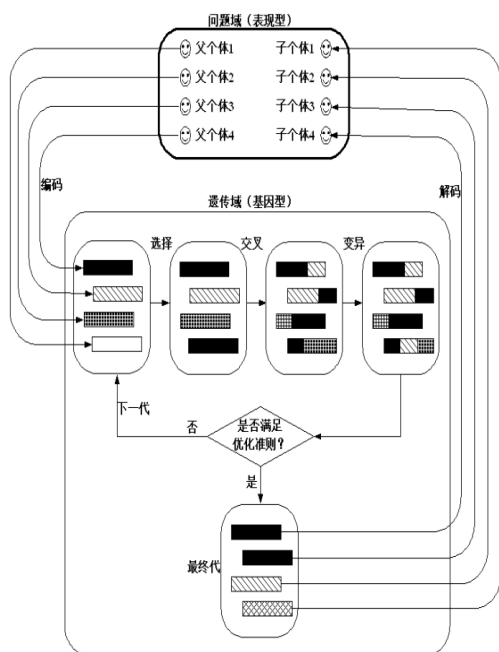 问题域（表现型）
父个体1 子个体1
父个体2 子个体2
父个体3 子个体3
父个体4 子个体4
编码
解码
遗传域（基因型）
选择 交叉 变异
下一代
否
是否满足
优化准则？
是
最终代